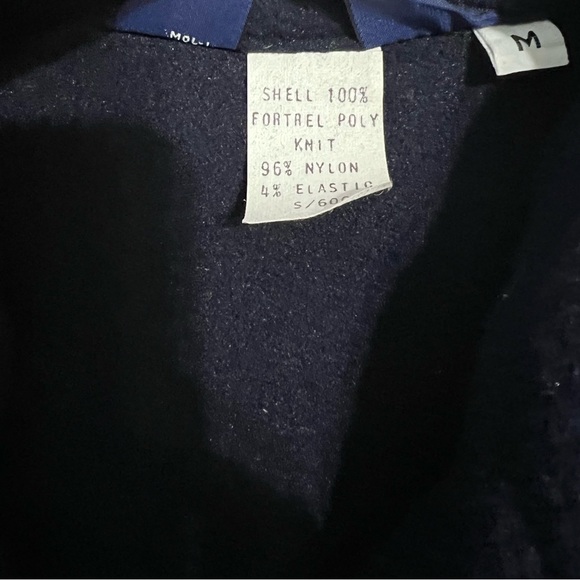 M
SHELL 100%
FORTREL POLY
KNIT
96% NYLON
4% ELASTIC